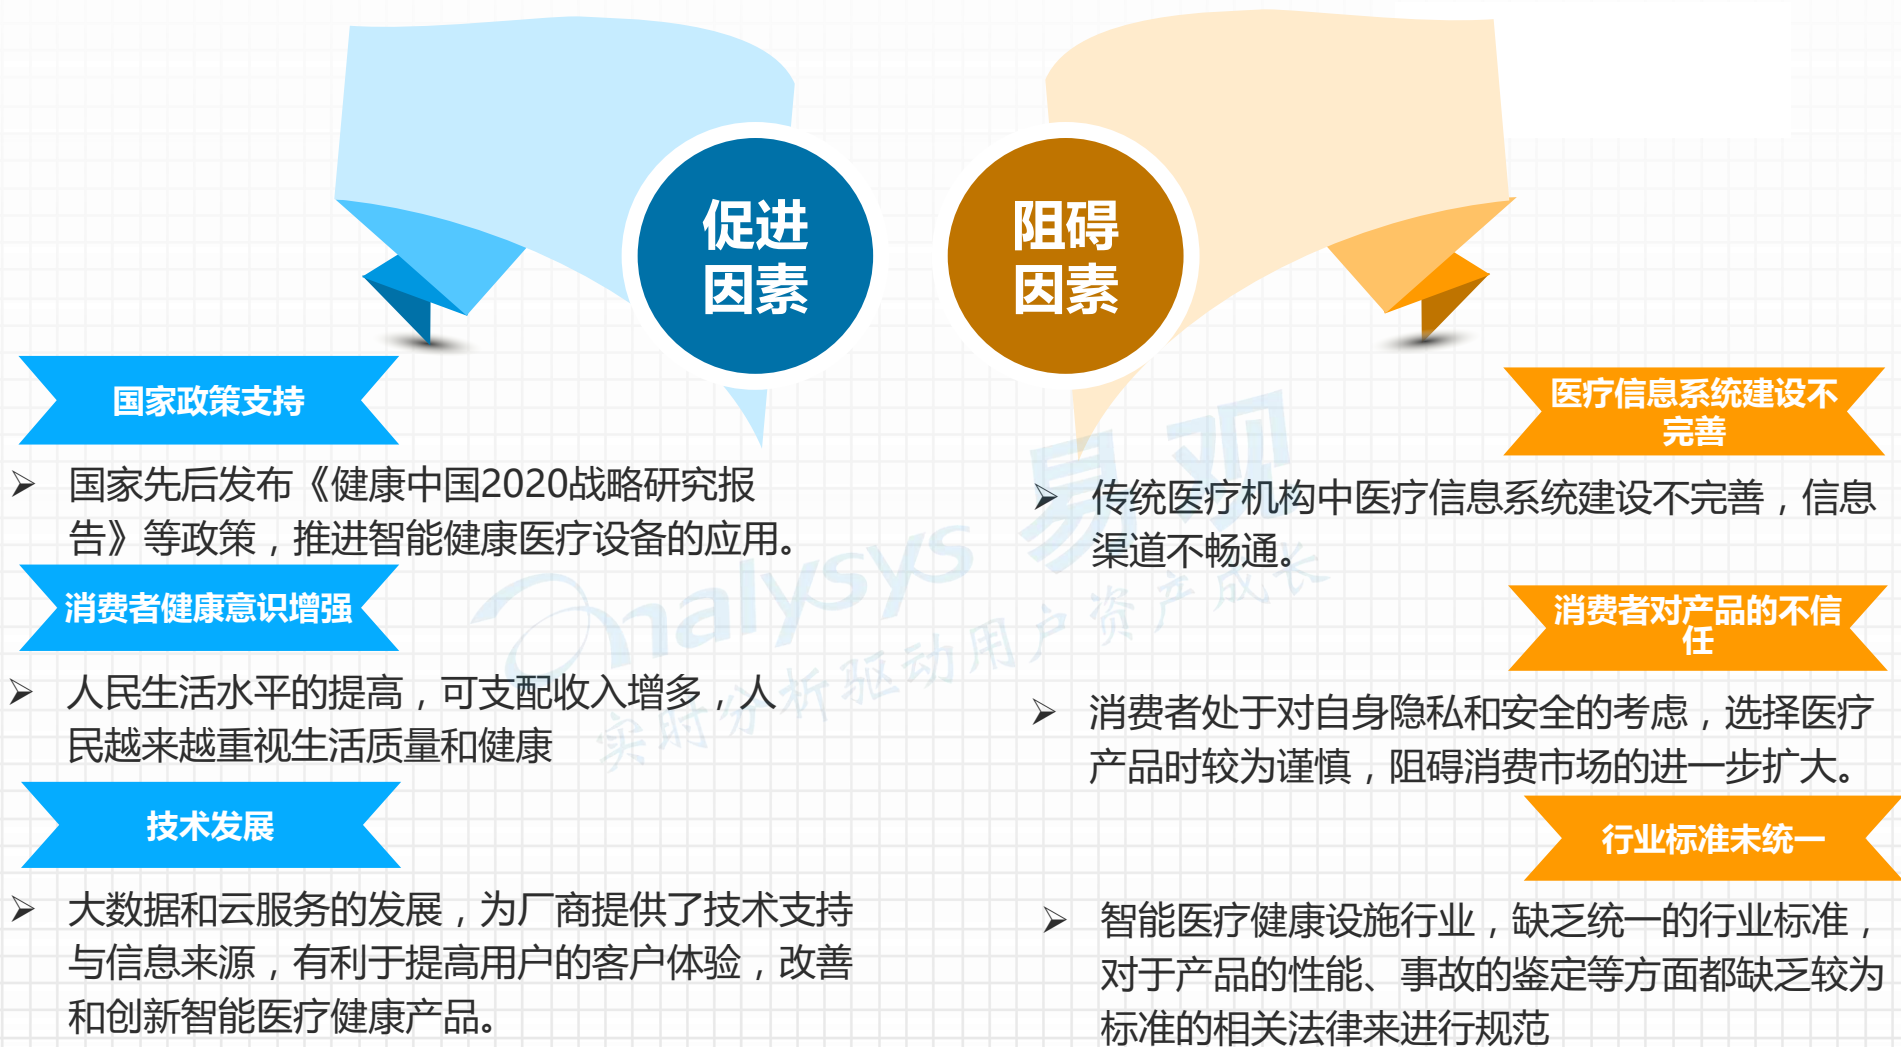 促进
因素
国家政策支持
➢ 国家先后发布《健康中国2020战略研究报
告》等政策，推进智能健康医疗设备的应用。
消费者健康意识增强
➢ 人民生活水平的提高，可支配收入增多，人
民越来越重视生活质量和健康
技术发展
➢ 大数据和云服务的发展，为厂商提供了技术支持
与信息来源，有利于提高用户的客户体验，改善
和创新智能医疗健康产品。
阻碍
因素
医疗信息系统建设不
完善
➢ 传统医疗机构中医疗信息系统建设不完善，信息
渠道不畅通。
消费者对产品的不信
任
➢ 消费者处于对自身隐私和安全的考虑，选择医疗
产品时较为谨慎，阻碍消费市场的进一步扩大。
行业标准未统一
➢ 智能医疗健康设施行业，缺乏统一的行业标准，
对于产品的性能、事故的鉴定等方面都缺乏较为
标准的相关法律来进行规范
analysys 易观
实时分析驱动用户资产成长